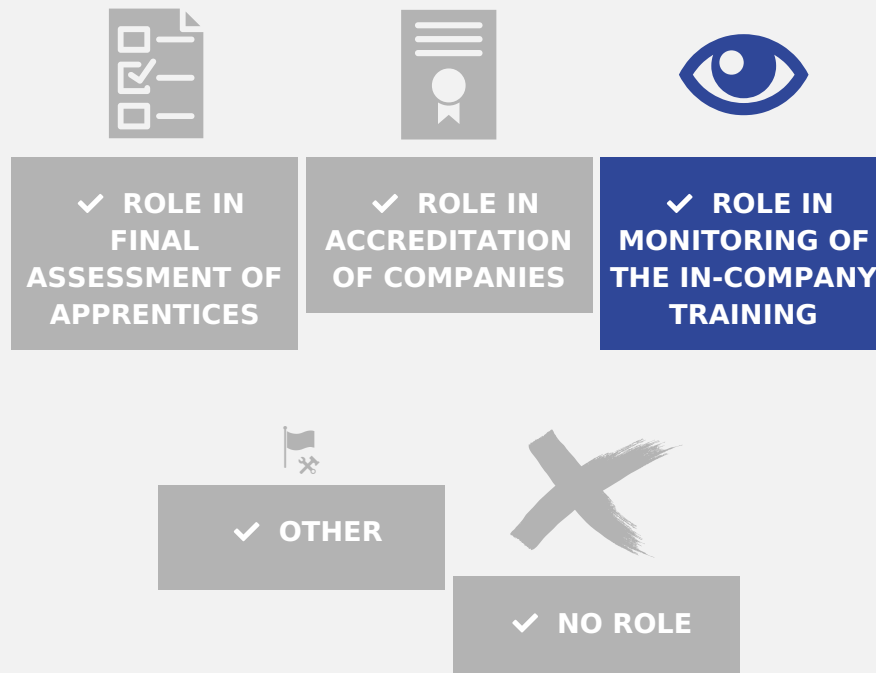 ✔ ROLE IN
FINAL
ASSESSMENT OF
APPRENTICES
✔ ROLE IN
ACCREDITATION
OF COMPANIES
✔ ROLE IN
MONITORING OF
THE IN-COMPANY
TRAINING
✔ OTHER
✔ NO ROLE